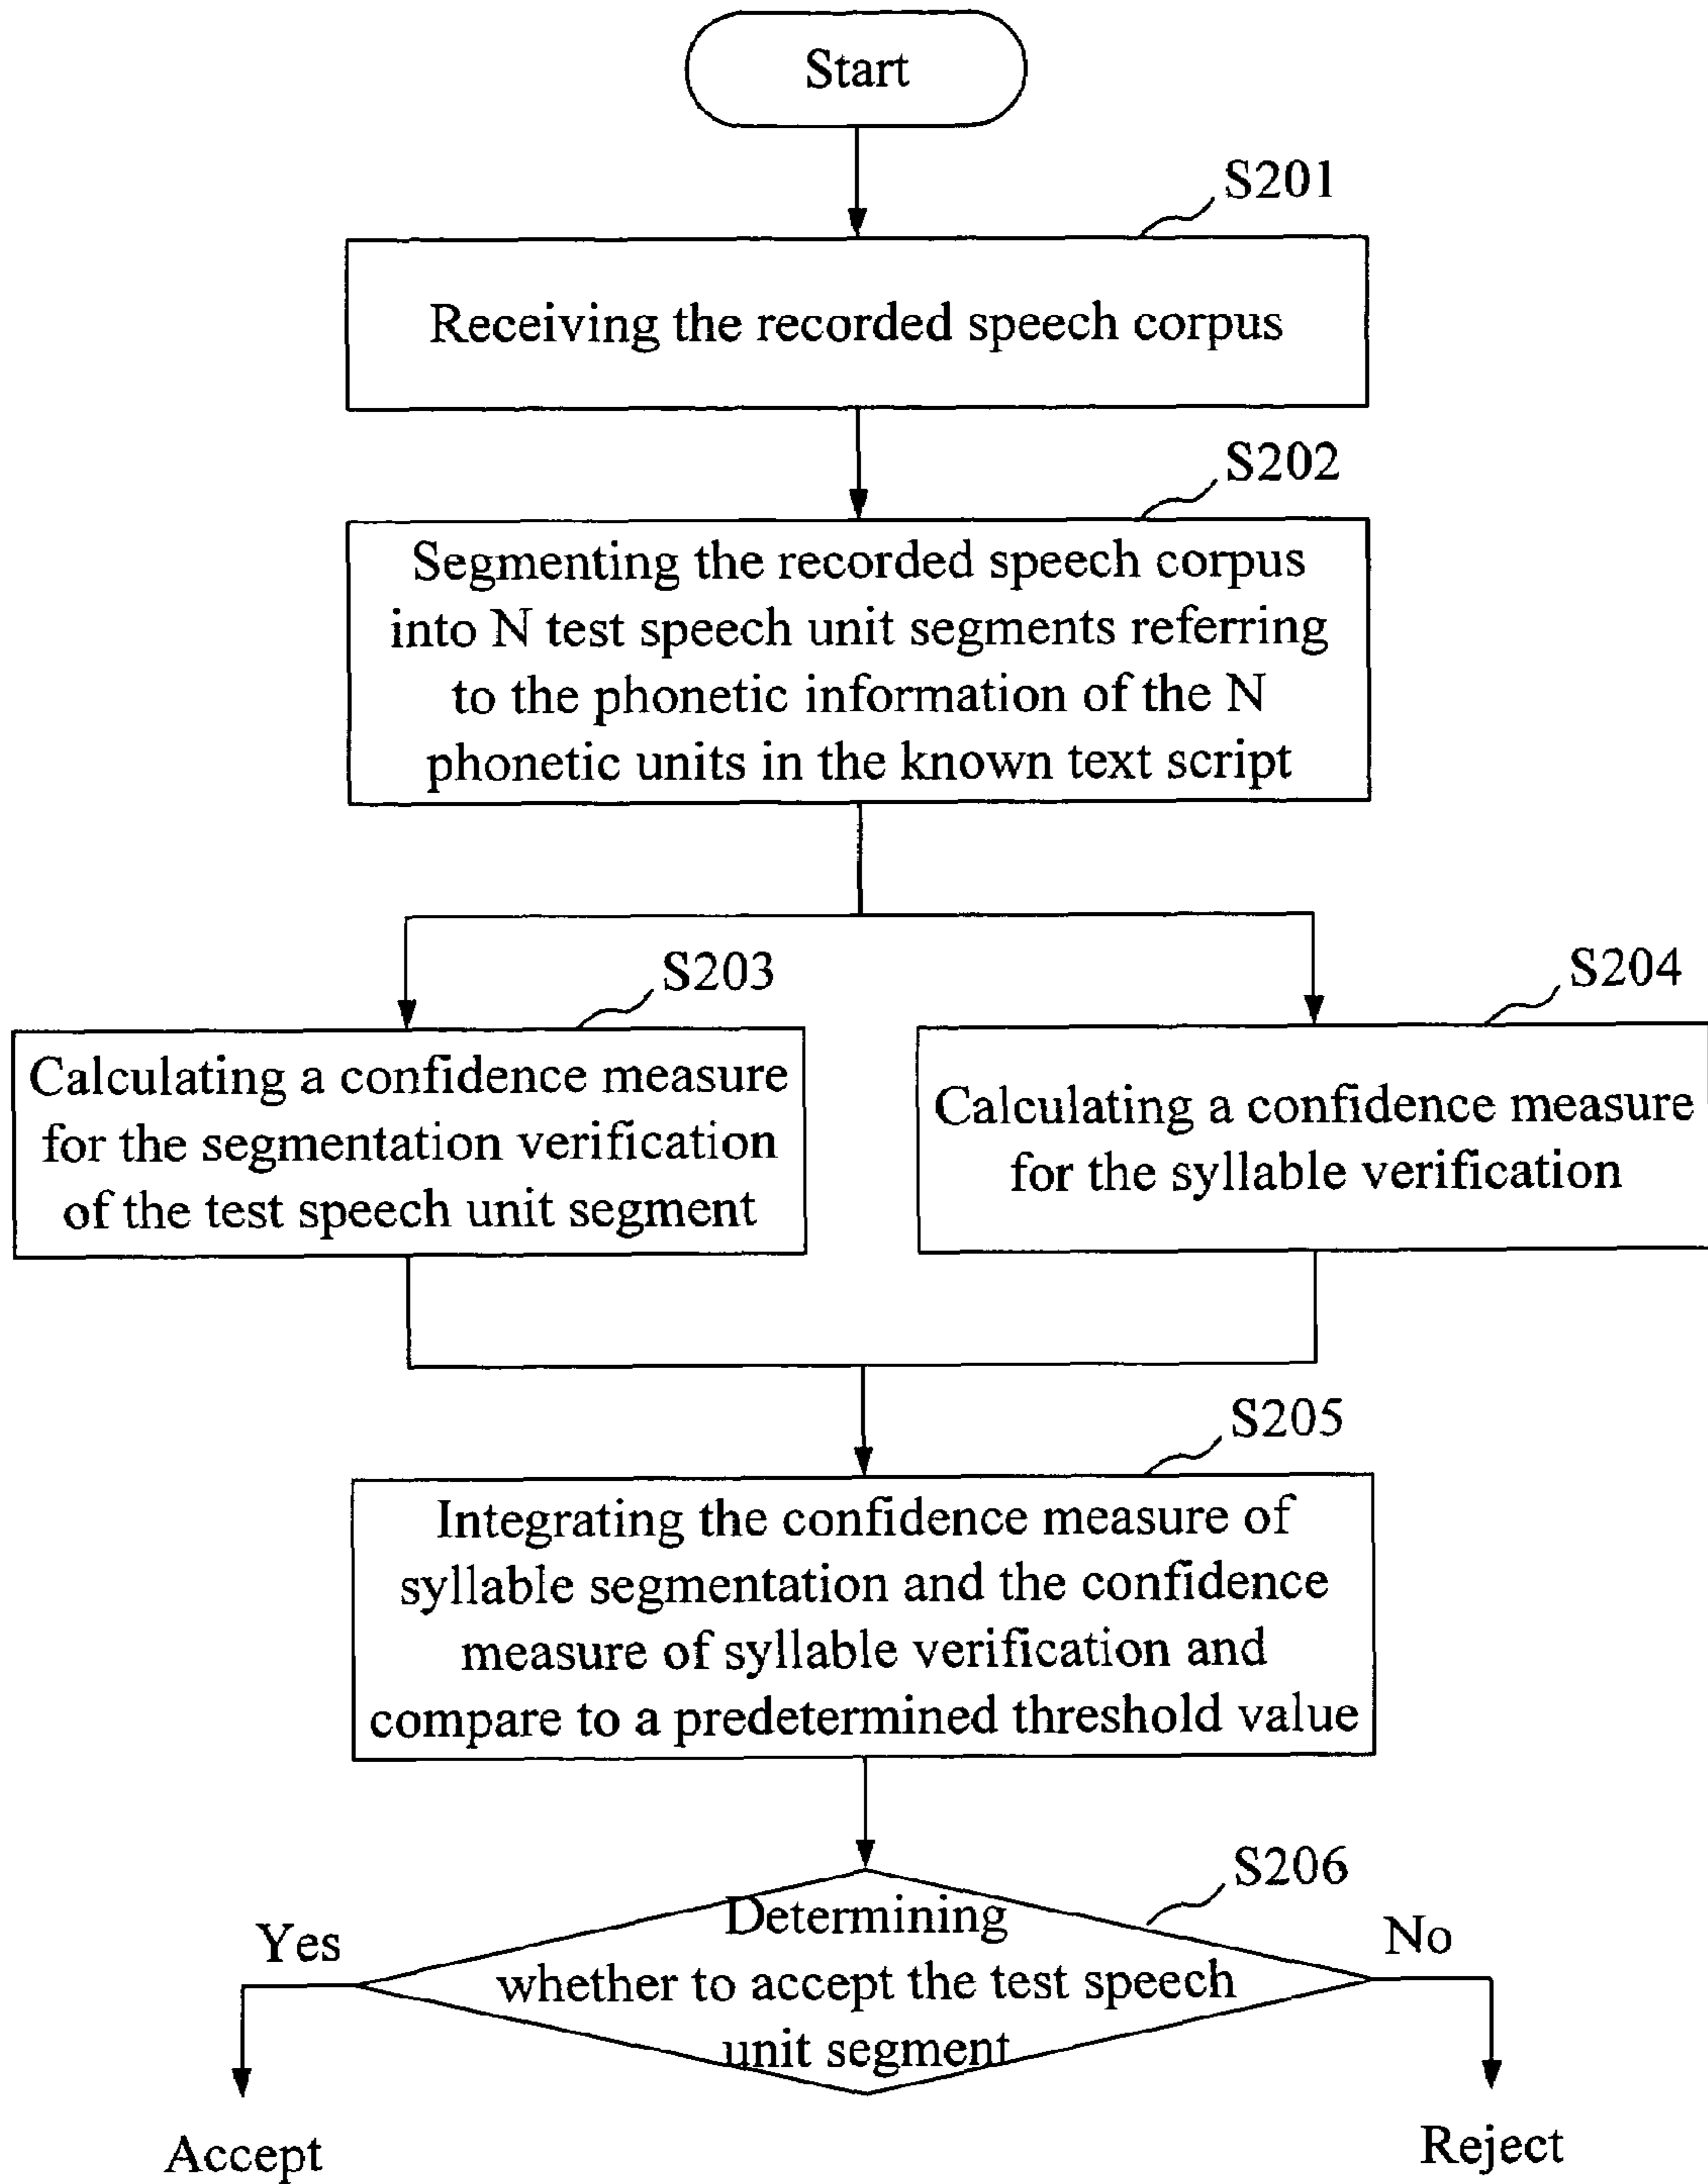 Start
S201
Receiving the recorded speech corpus
S202
Segmenting the recorded speech corpus
into N test speech unit segments referring
to the phonetic information of the N
phonetic units in the known text script
S203
Calculating a confidence measure
for the segmentation verification
of the test speech unit segment
S204
Calculating a confidence measure
for the syllable verification
S205
Integrating the confidence measure of
syllable segmentation and the confidence
measure of syllable verification and
compare to a predetermined threshold value
S206
Determining
whether to accept the test speech
unit segment
Yes
No
Accept
Reject